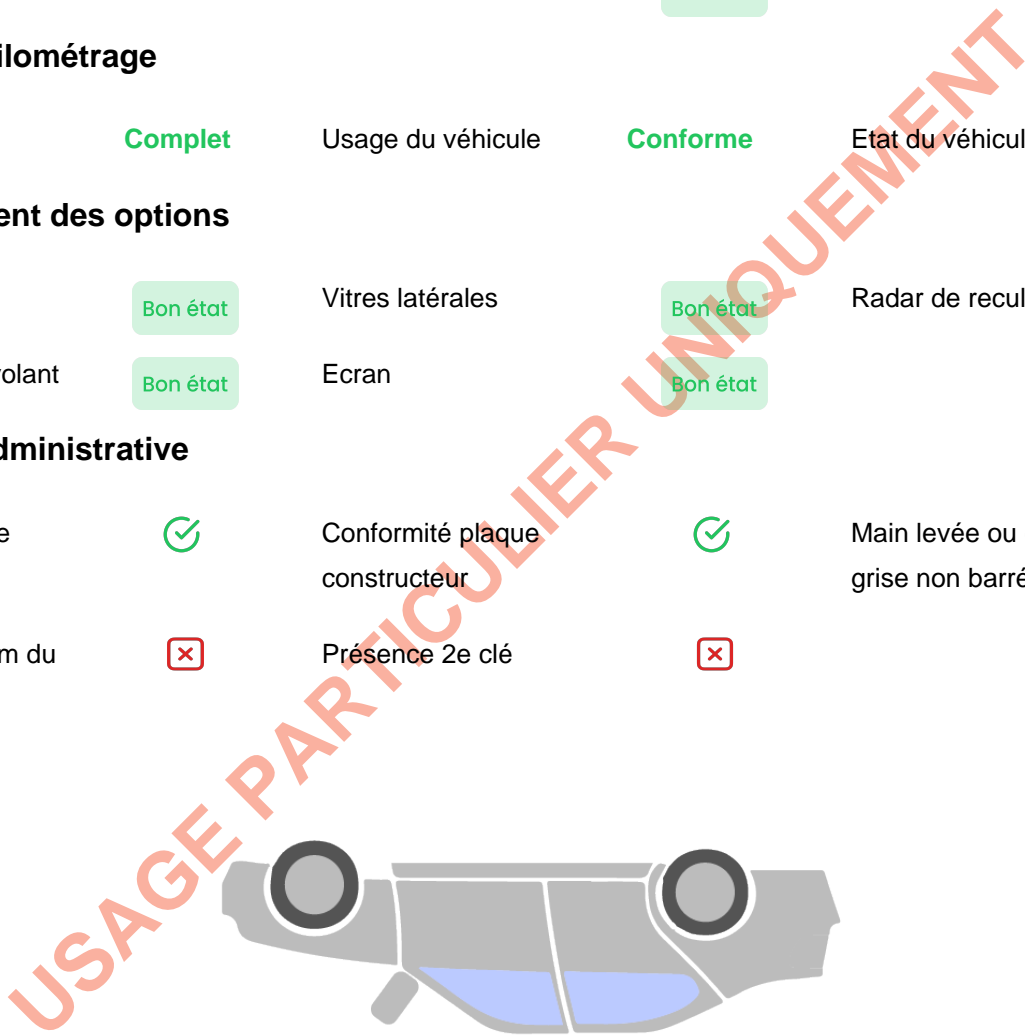 ilométrage
Complet Usage du véhicule Conforme Etat du véhicul
ent des options
Bon état Vitres latérales Bon état Radar de recul
olant Bon état Ecran Bon état
dministrative
e Conformité plaque Main levée ou
constructeur grise non barré
m du Présence 2e clé
USAGE PARTICULIER UNIQUEMENT